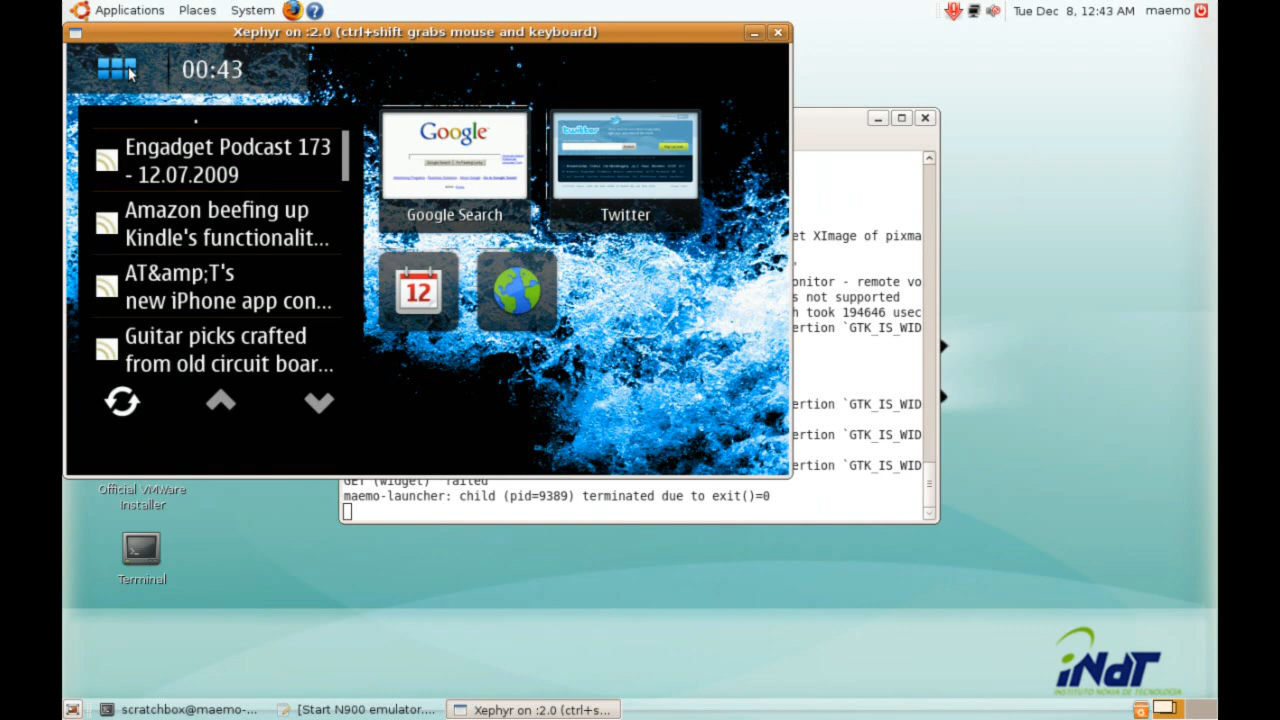 Applications Places System
Tue Dec 8, 12:43 AM maemo
Xephyr on :2.0 (ctrl+shift grabs mouse and keyboard)
00:43
Engadget Podcast 173
- 12.07.2009
Amazon beefing up
Kindle's functionalit...
AT&amp;T's
new iPhone app con...
Guitar picks crafted
from old circuit boar...
Google
Google Search
twitter
Twitter
12
et XImage of pixma
onitor - remote vo
s not supported
h took 194646 usec
ertion `GTK_IS_WID
ertion `GTK_IS_WID
ertion `GTK_IS_WID
ertion `GTK_IS_WID
GET (widget)' failed
maemo-launcher: child (pid=9389) terminated due to exit()=0
Official VMWare
Installer
Terminal
iNdT
INSTITUTO NOKIA DE TECNOLOGIA
scratchbox@maemo-...
[Start N900 emulator....
Xephyr on :2.0 (ctrl+s...